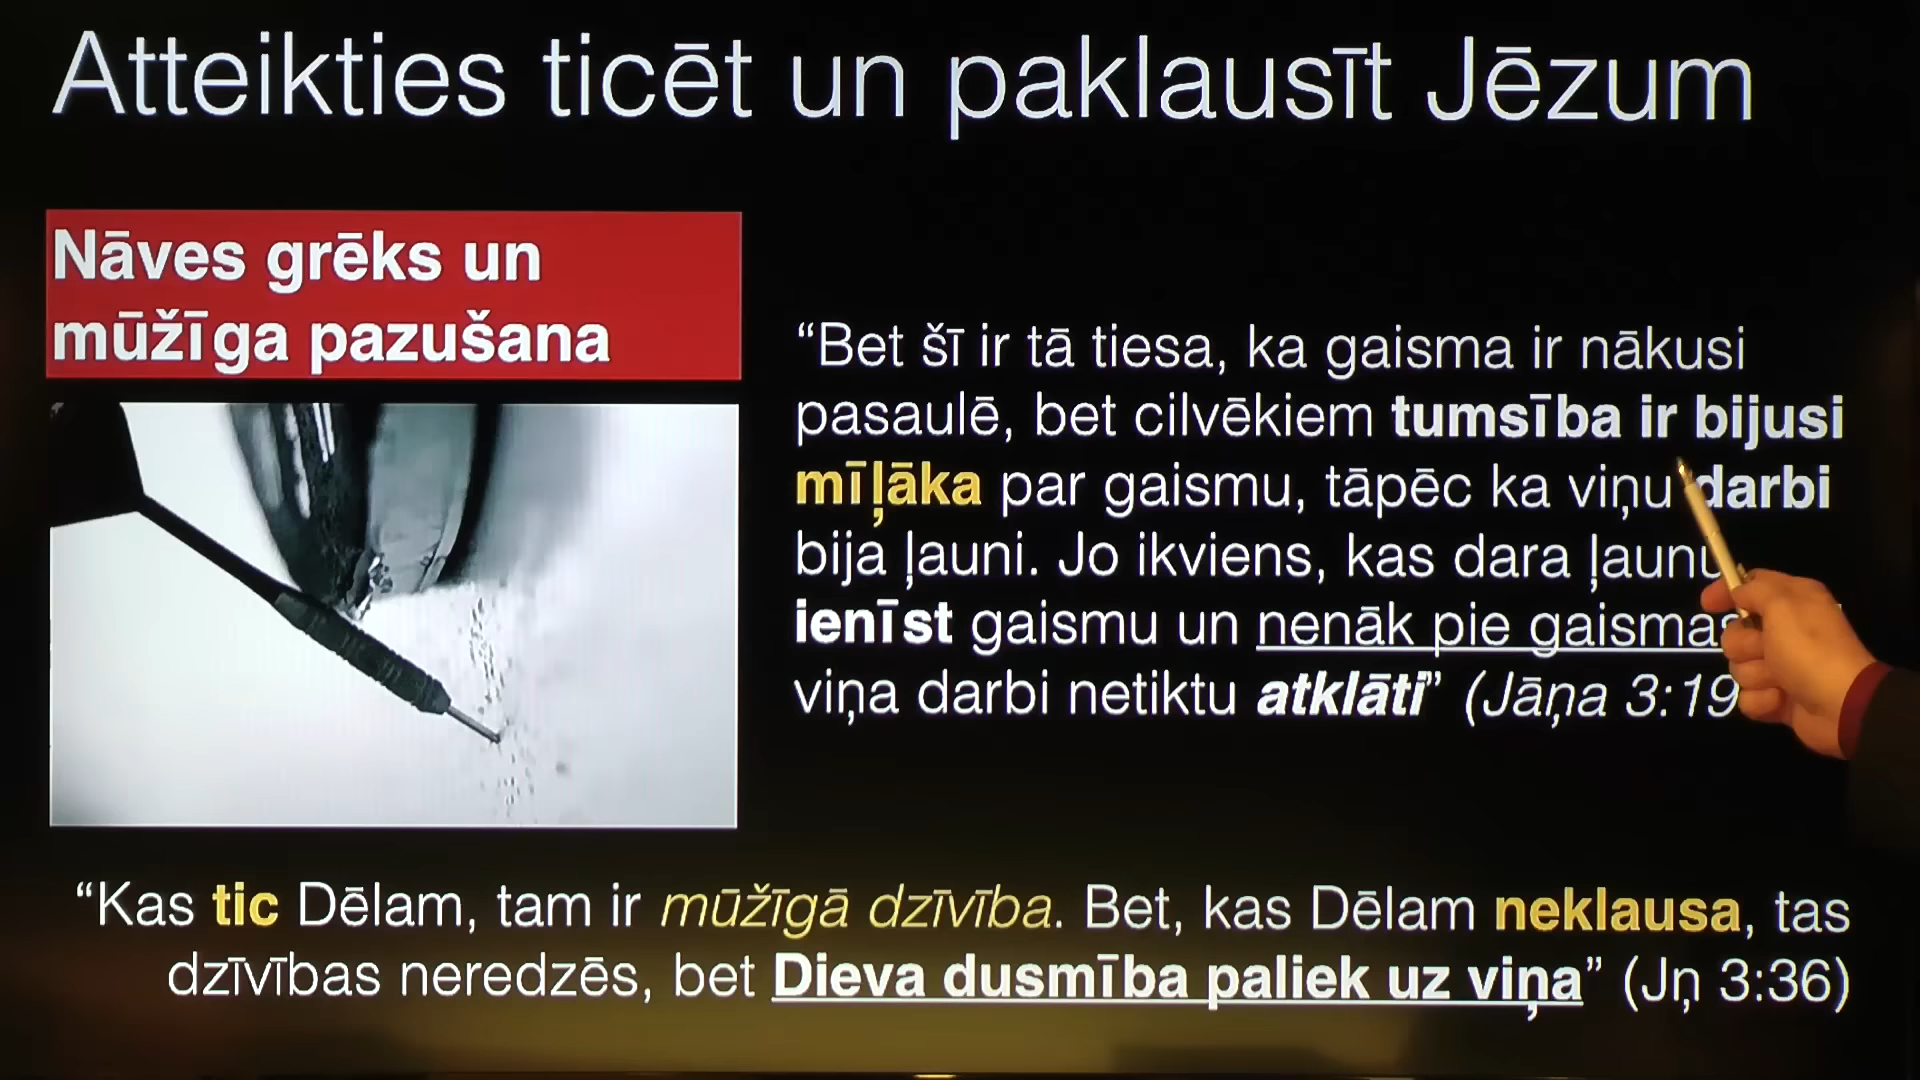 Atteikties ticēt un paklausīt Jēzum
Nāves grēks un
mūžīga pazušana
“Bet šī ir tā tiesa, ka gaisma ir nākusi
pasaulē, bet cilvēkiem tumsība ir bijusi
mīļāka par gaismu, tāpēc ka viņu darbi
bija ļauni. Jo ikviens, kas dara ļaunu
ienīst gaismu un nenāk pie gaismas
viņa darbi netiktu atklāti” (Jāņa 3:19
“Kas tic Dēlam, tam ir mūžīgā dzīvība. Bet, kas Dēlam neklausa, tas
dzīvības neredzēs, bet Dieva dusmība paliek uz viņa” (Jņ 3:36)